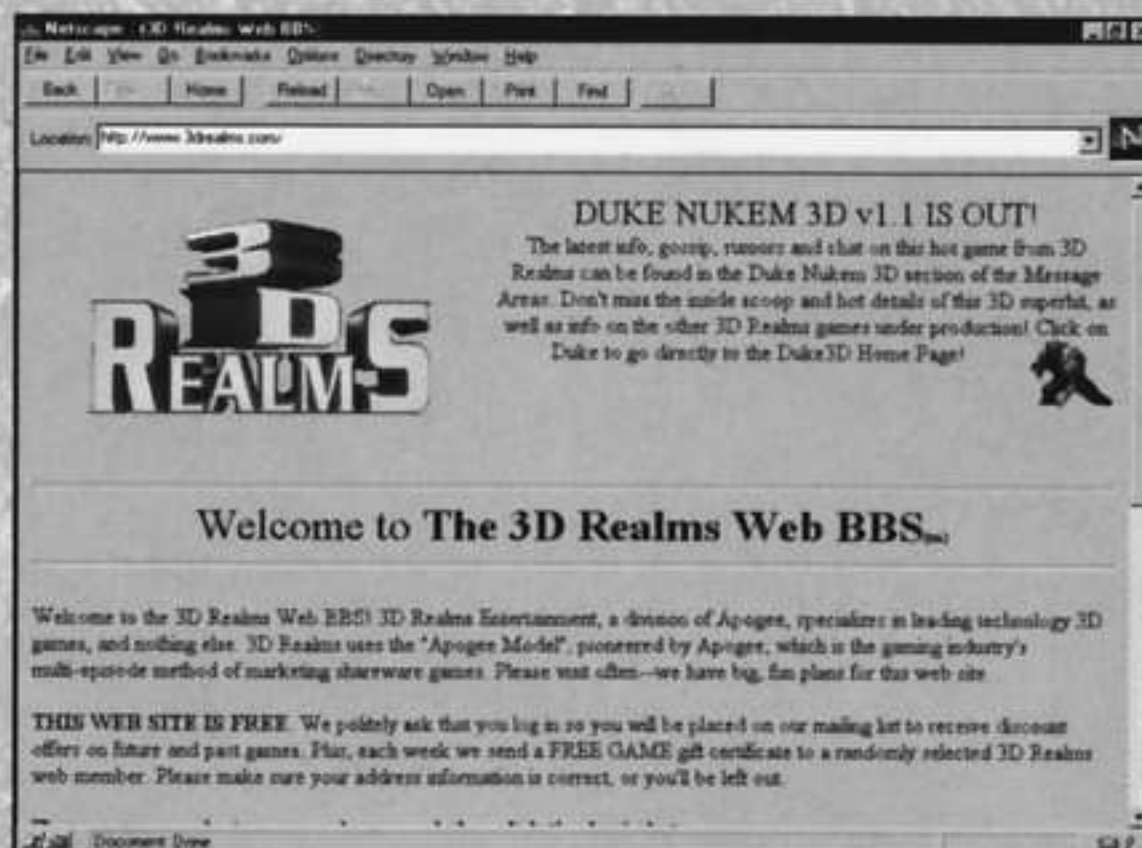 Netscape - [3D Realms Web BBS]
File Edit View Go Bookmarks Options Directory Window Help
Back Home Reload Open Print Find
Location: http://www.3drealms.com/
3D
REALMS
DUKE NUKEM 3D v1.1 IS OUT!
The latest info, gossip, rumors and chat on this hot game from 3D
Realms can be found in the Duke Nukem 3D section of the Message
Areas. Don't miss the inside scoop and hot details of this 3D superhit, as
well as info on the other 3D Realms games under production! Click on
Duke to go directly to the Duke3D Home Page!
Welcome to The 3D Realms Web BBS
Welcome to the 3D Realms Web BBS! 3D Realms Entertainment, a division of Apogee, specializes in leading technology 3D
games, and nothing else. 3D Realms uses the "Apogee Model", pioneered by Apogee, which is the gaming industry's
multi-episode method of marketing shareware games. Please visit often--we have big, fun plans for this web site.
THIS WEB SITE IS FREE. We politely ask that you log in so you will be placed on our mailing list to receive discount
offers on future and past games. Plus, each week we send a FREE GAME gift certificate to a randomly selected 3D Realms
web member. Please make sure your address information is correct, or you'll be left out.
Document Done